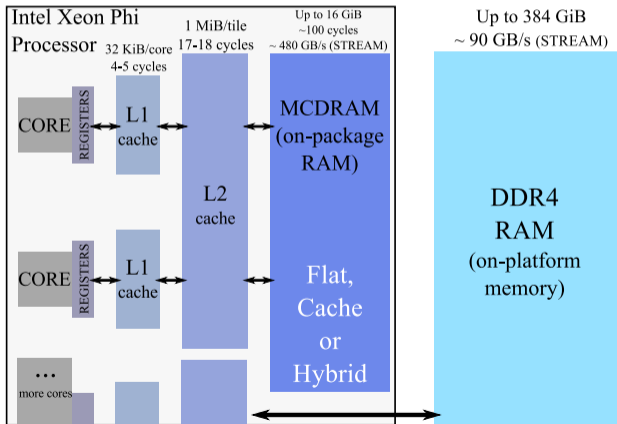 Intel Xeon Phi
Processor
32 KiB/core
4-5 cycles
1 MiB/tile
17-18 cycles
Up to 16 GiB
~100 cycles
~ 480 GB/s (STREAM)
Up to 384 GiB
~ 90 GB/s (STREAM)
CORE
REGISTERS
L1
cache
L2
cache
MCDRAM
(on-package
RAM)
DDR4
RAM
(on-platform
memory)
CORE
REGISTERS
L1
cache
Flat,
Cache
or
Hybrid
...
more cores